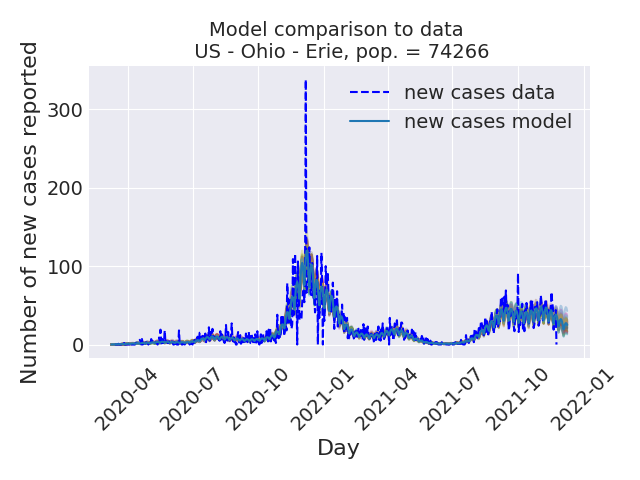 Model comparison to data
US - Ohio - Erie, pop. = 74266
Number of new cases reported
300
200
100
0
new cases data
new cases model
2020-04
2020-07
2020-10
2021-01
2021-04
2021-07
2021-10
2022-01
Day